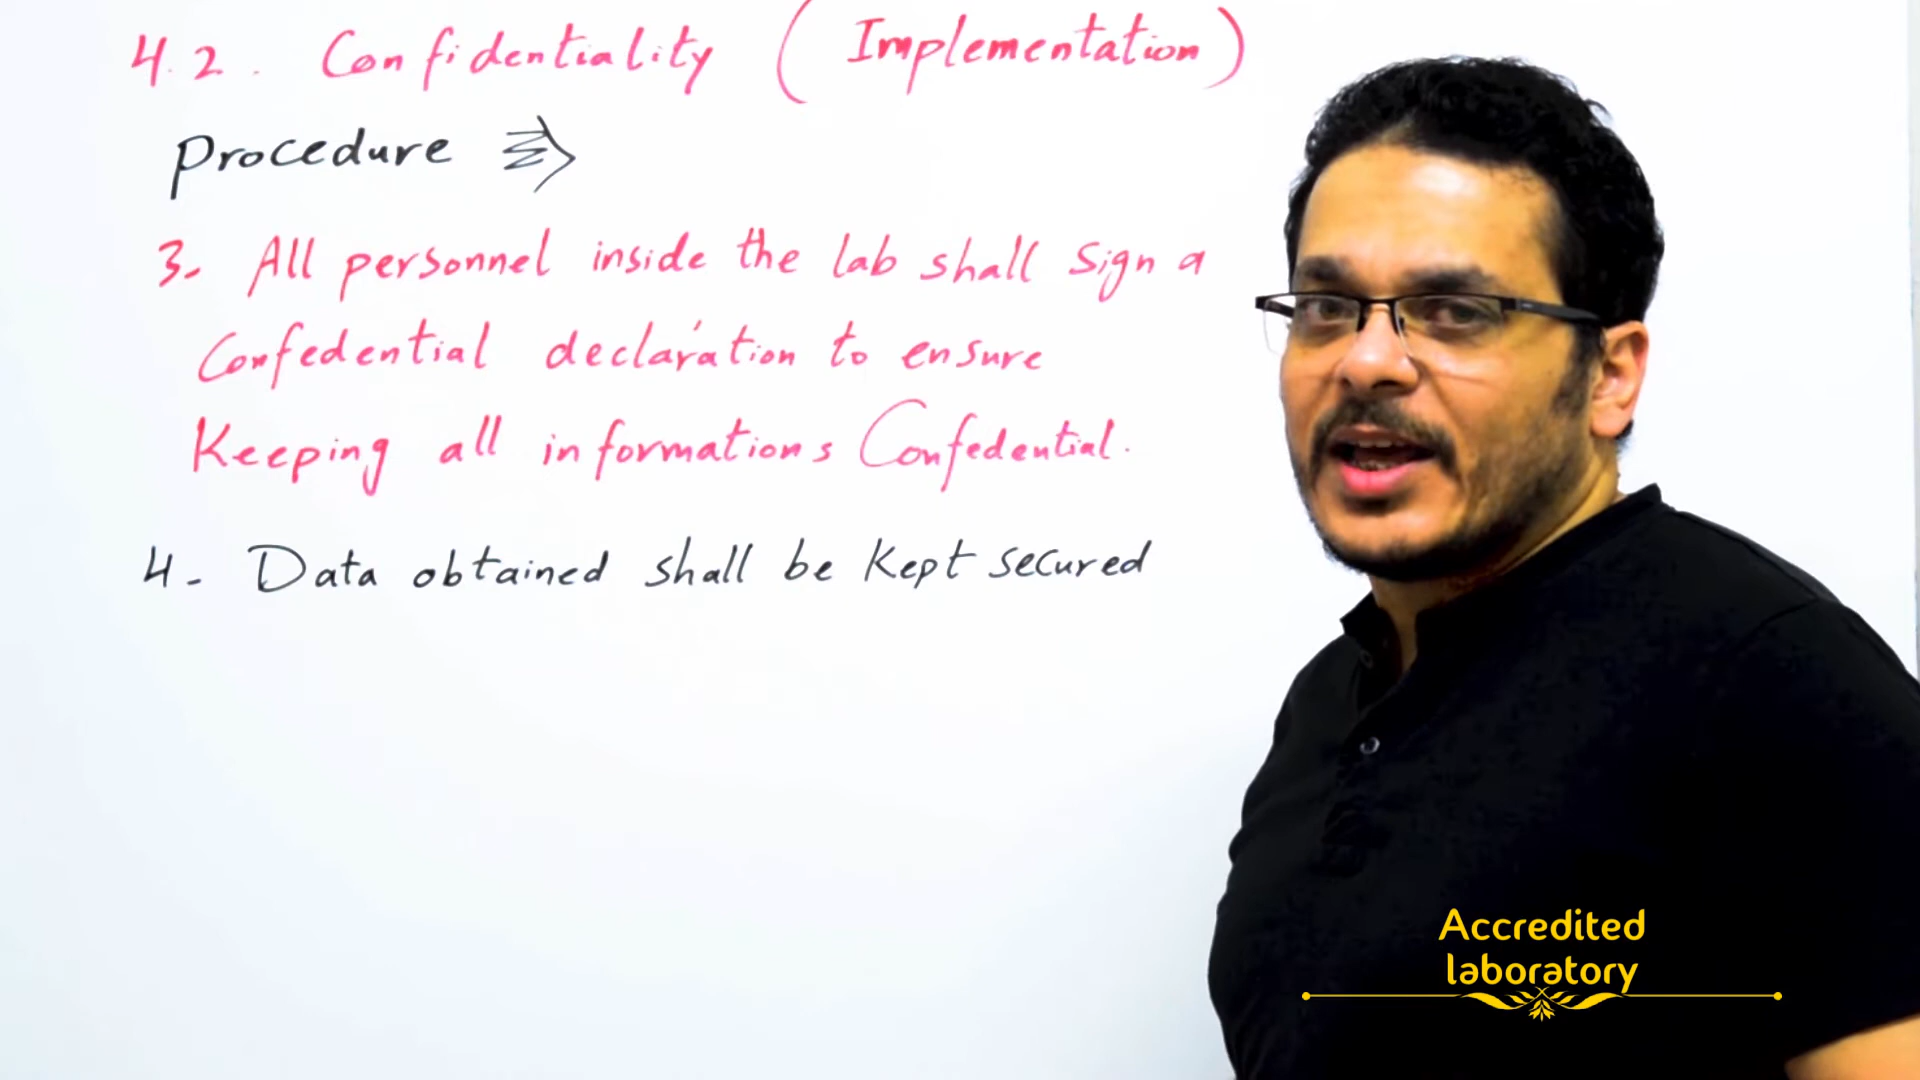 4.2. Confidentiality (Implementation)
Procedure ⇒
3- All personnel inside the lab shall sign a
Confedential declaration to ensure
Keeping all informations Confedential.
4- Data obtained shall be kept secured
Accredited
laboratory